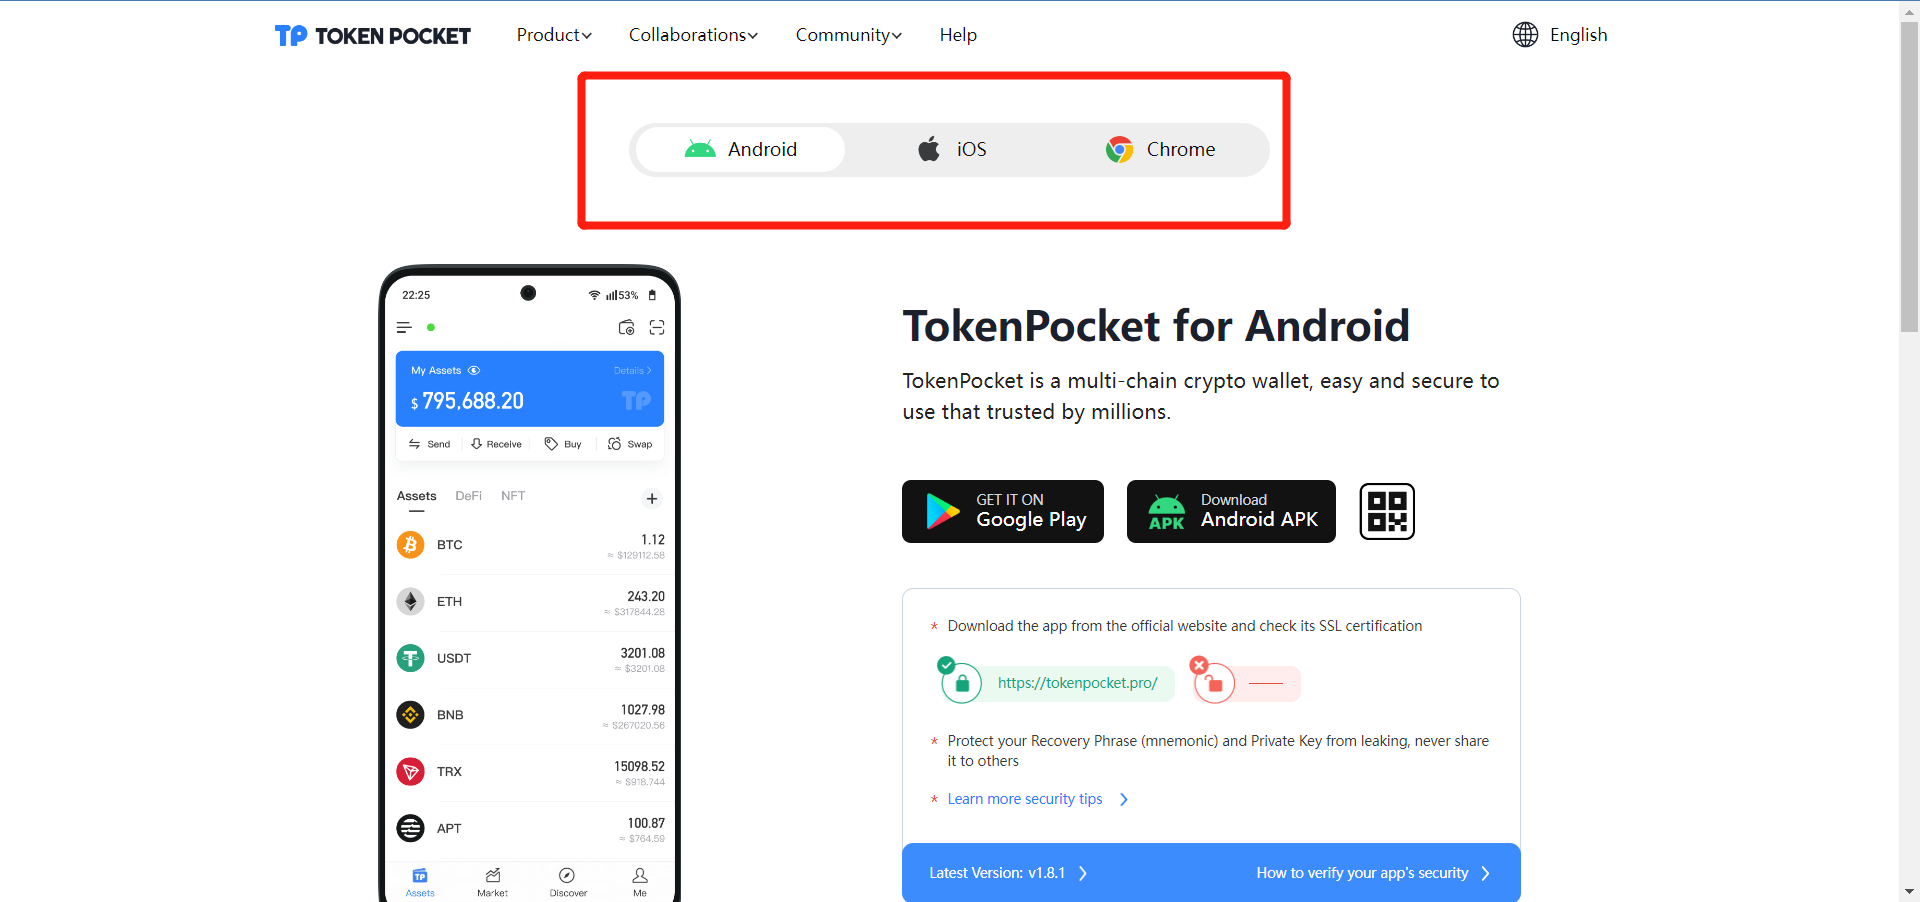 TP TOKEN POCKET
Product
Collaborations
Community
Help
English
Android
iOS
Chrome
22:25
53%
My Assets
Details
$ 795,688.20
TP
Send
Receive
Buy
Swap
Assets
DeFi
NFT
BTC
1.12
≈ $129112.58
ETH
243.20
≈ $317844.28
USDT
3201.08
≈ $3201.08
BNB
1027.98
≈ $267020.56
TRX
15098.52
≈ $918.744
APT
100.87
≈ $764.59
TP
Assets
Market
Discover
Me
TokenPocket for Android
TokenPocket is a multi-chain crypto wallet, easy and secure to
use that trusted by millions.
GET IT ON
Google Play
APK
Download
Android APK
* Download the app from the official website and check its SSL certification
https://tokenpocket.pro/
* Protect your Recovery Phrase (mnemonic) and Private Key from leaking, never share
it to others
* Learn more security tips
Latest Version: v1.8.1
How to verify your app's security